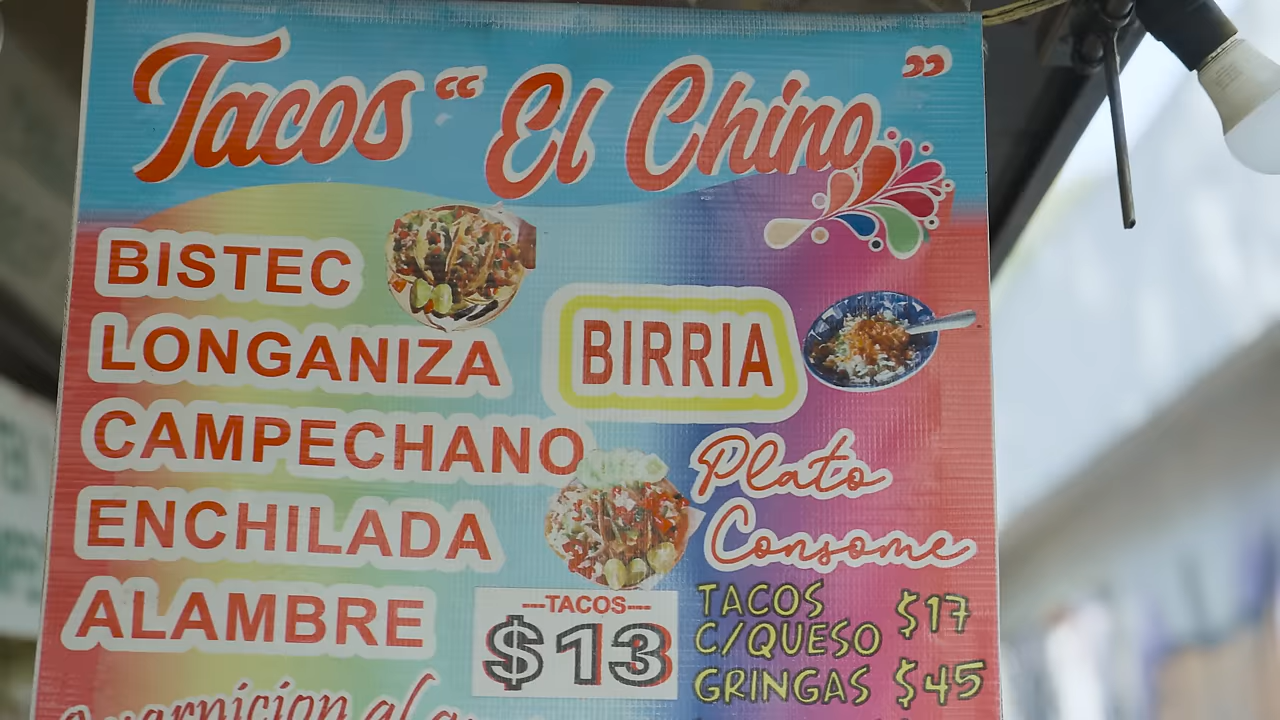 Tacos “El Chino”
BISTEC
LONGANIZA
CAMPECHANO
ENCHILADA
ALAMBRE
BIRRIA
Plato
Consome
---TACOS---
$13
TACOS
C/QUESO $17
GRINGAS $45
Guarnicion al